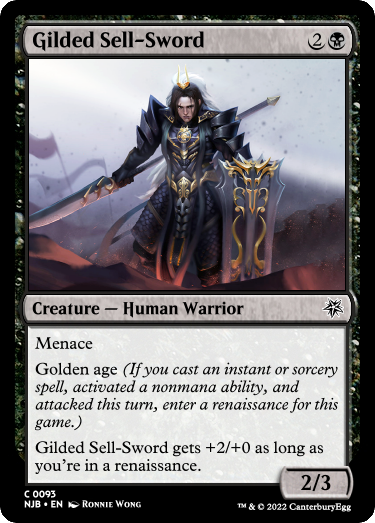 Gilded Sell-Sword 2
Creature — Human Warrior
Menace
Golden age (If you cast an instant or sorcery
spell, activated a nonmana ability, and
attacked this turn, enter a renaissance for this
game.)
Gilded Sell-Sword gets +2/+0 as long as
you're in a renaissance.
2/3
C 0093
NJB • EN Ronnie Wong
™ & © 2022 CanterburyEgg